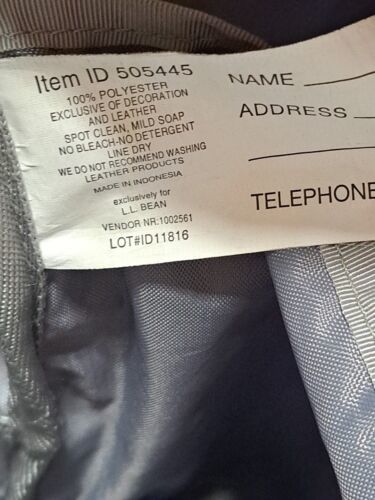 Item ID 505445
100% POLYESTER
EXCLUSIVE OF DECORATION
AND LEATHER
SPOT CLEAN, MILD SOAP
NO BLEACH-NO DETERGENT
LINE DRY
WE DO NOT RECOMMEND WASHING
LEATHER PRODUCTS
MADE IN INDONESIA
exclusively for
L.L. BEAN
VENDOR NR:1002561
LOT#ID11816
NAME
ADDRESS
TELEPHONE